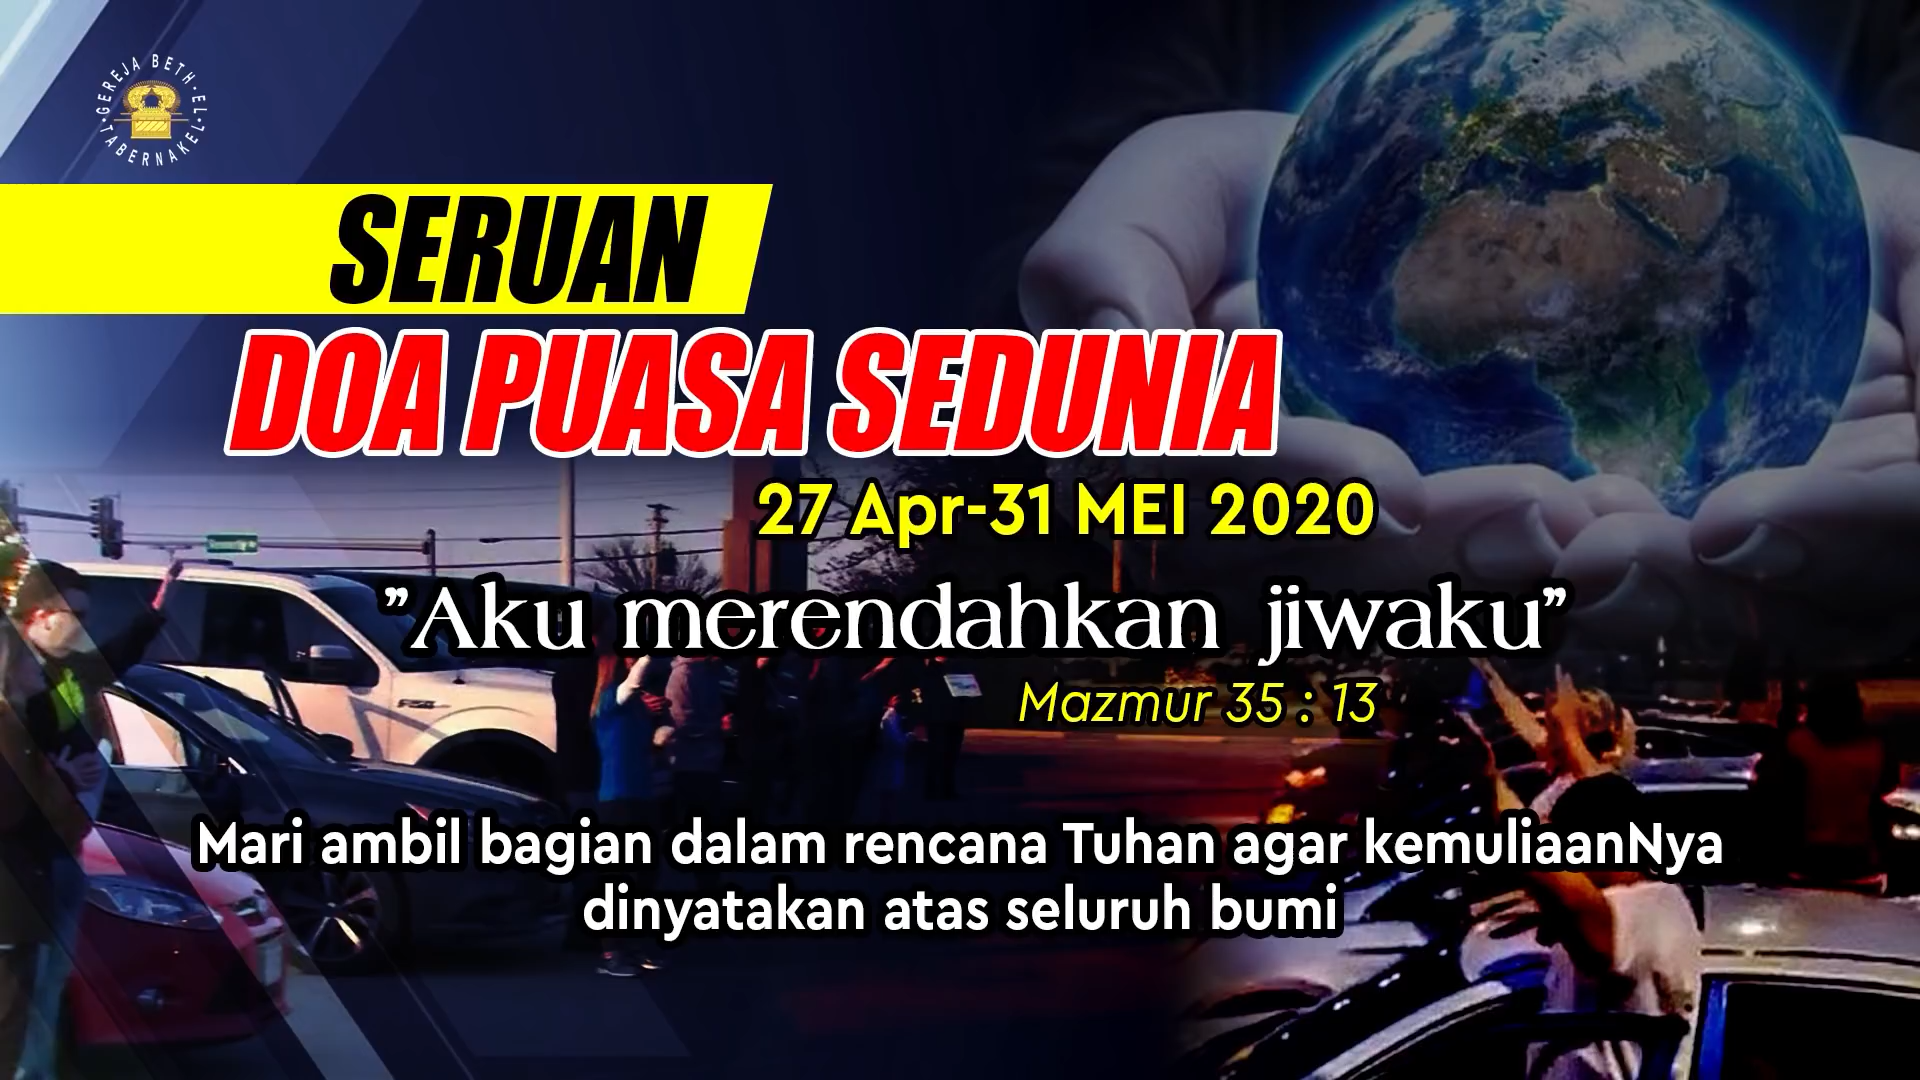 GEREJA BETH-EL TABERNAKEL
SERUAN
DOA PUASA SEDUNIA
27 Apr-31 MEI 2020
"Aku merendahkan jiwaku"
Mazmur 35 : 13
Mari ambil bagian dalam rencana Tuhan agar kemuliaanNya
dinyatakan atas seluruh bumi